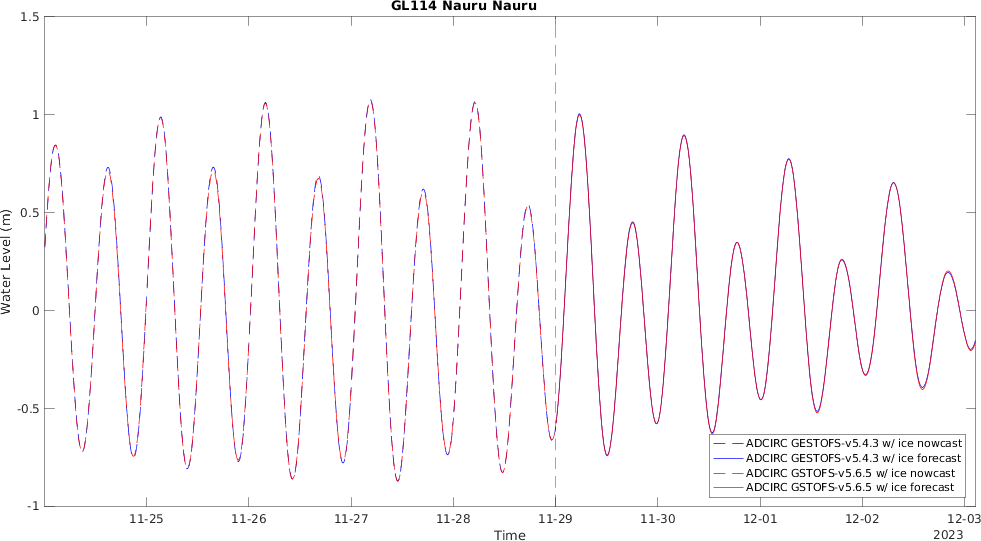 GL114 Nauru Nauru
1.5
1
0.5
0
-0.5
-1
Water Level (m)
11-25
11-26
11-27
11-28
11-29
11-30
12-01
12-02
12-03
2023
Time
ADCIRC GESTOFS-v5.4.3 w/ ice nowcast
ADCIRC GESTOFS-v5.4.3 w/ ice forecast
ADCIRC GSTOFS-v5.6.5 w/ ice nowcast
ADCIRC GSTOFS-v5.6.5 w/ ice forecast